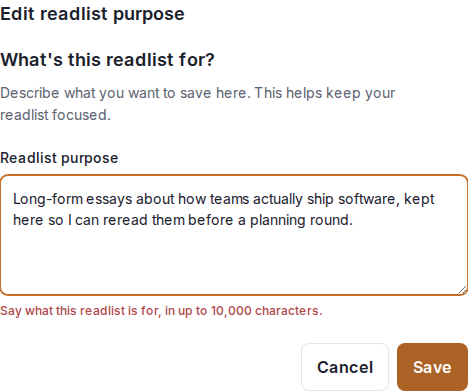 Edit readlist purpose
What's this readlist for?
Describe what you want to save here. This helps keep your
readlist focused.
Readlist purpose
Long-form essays about how teams actually ship software, kept
here so I can reread them before a planning round.
Say what this readlist is for, in up to 10,000 characters.
Cancel
Save